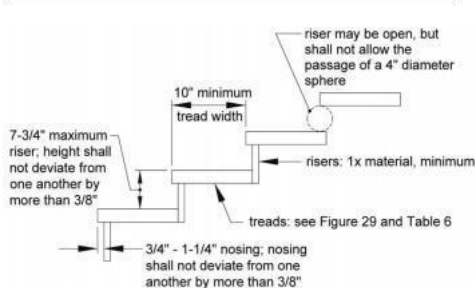 riser may be open, but
shall not allow the
passage of a 4" diameter
sphere
10" minimum
tread width
7-3/4" maximum
riser; height shall
not deviate from
one another by
more than 3/8"
risers: 1x material, minimum
treads: see Figure 29 and Table 6
3/4" - 1-1/4" nosing; nosing
shall not deviate from one
another by more than 3/8"